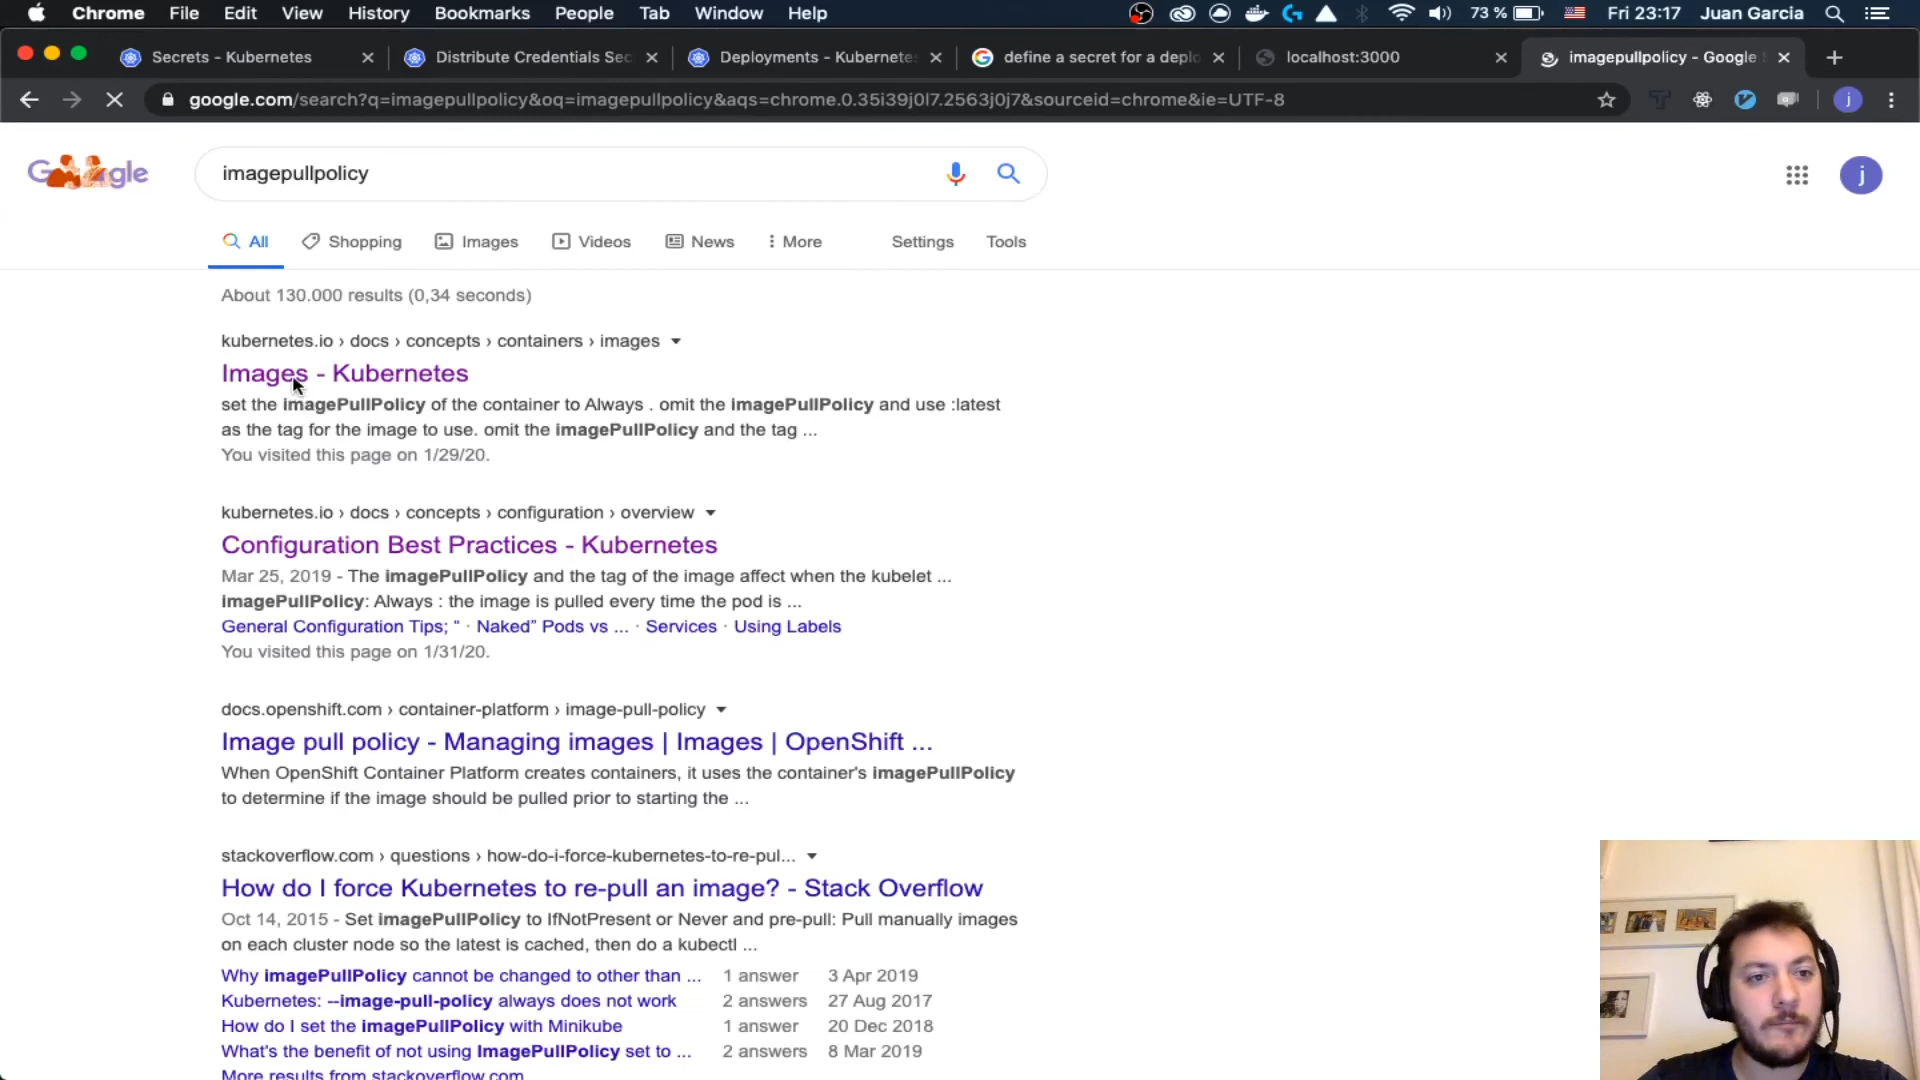 Chrome File Edit View History Bookmarks People Tab Window Help 73 % Fri 23:17 Juan Garcia
Secrets - Kubernetes Distribute Credentials Sec Deployments - Kubernete define a secret for a deplo localhost:3000 imagepullpolicy - Google
google.com/search?q=imagepullpolicy&oq=imagepullpolicy&aqs=chrome.0.35i39j0l7.2563j0j7&sourceid=chrome&ie=UTF-8 j
Google imagepullpolicy j
All Shopping Images Videos News More Settings Tools
About 130.000 results (0,34 seconds)
kubernetes.io › docs › concepts › containers › images
Images - Kubernetes
set the imagePullPolicy of the container to Always . omit the imagePullPolicy and use :latest
as the tag for the image to use. omit the imagePullPolicy and the tag ...
You visited this page on 1/29/20.
kubernetes.io › docs › concepts › configuration › overview
Configuration Best Practices - Kubernetes
Mar 25, 2019 - The imagePullPolicy and the tag of the image affect when the kubelet ...
imagePullPolicy: Always : the image is pulled every time the pod is ...
General Configuration Tips; “ · Naked” Pods vs ... · Services · Using Labels
You visited this page on 1/31/20.
docs.openshift.com › container-platform › image-pull-policy
Image pull policy - Managing images | Images | OpenShift ...
When OpenShift Container Platform creates containers, it uses the container's imagePullPolicy
to determine if the image should be pulled prior to starting the ...
stackoverflow.com › questions › how-do-i-force-kubernetes-to-re-pul...
How do I force Kubernetes to re-pull an image? - Stack Overflow
Oct 14, 2015 - Set imagePullPolicy to IfNotPresent or Never and pre-pull: Pull manually images
on each cluster node so the latest is cached, then do a kubectl ...
Why imagePullPolicy cannot be changed to other than ... 1 answer 3 Apr 2019
Kubernetes: --image-pull-policy always does not work 2 answers 27 Aug 2017
How do I set the imagePullPolicy with Minikube 1 answer 20 Dec 2018
What's the benefit of not using ImagePullPolicy set to ... 2 answers 8 Mar 2019
More results from stackoverflow.com